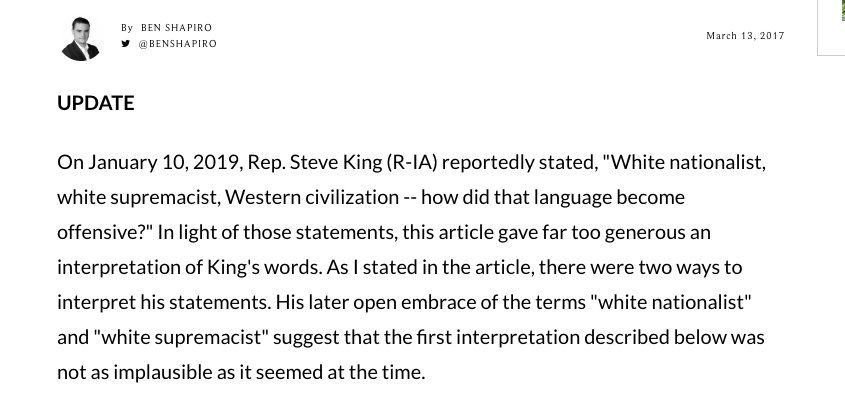 By BEN SHAPIRO
@BENSHAPIRO
March 13, 2017
UPDATE
On January 10, 2019, Rep. Steve King (R-IA) reportedly stated, "White nationalist,
white supremacist, Western civilization -- how did that language become
offensive?" In light of those statements, this article gave far too generous an
interpretation of King's words. As I stated in the article, there were two ways to
interpret his statements. His later open embrace of the terms "white nationalist"
and "white supremacist" suggest that the first interpretation described below was
not as implausible as it seemed at the time.